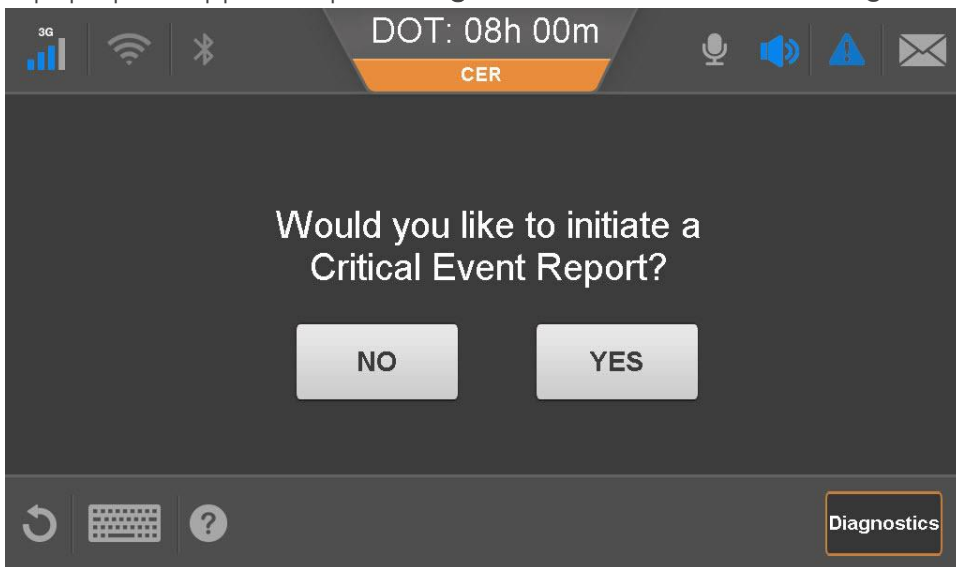 3G
DOT: 08h 00m
CER
Would you like to initiate a
Critical Event Report?
NO
YES
?
Diagnostics